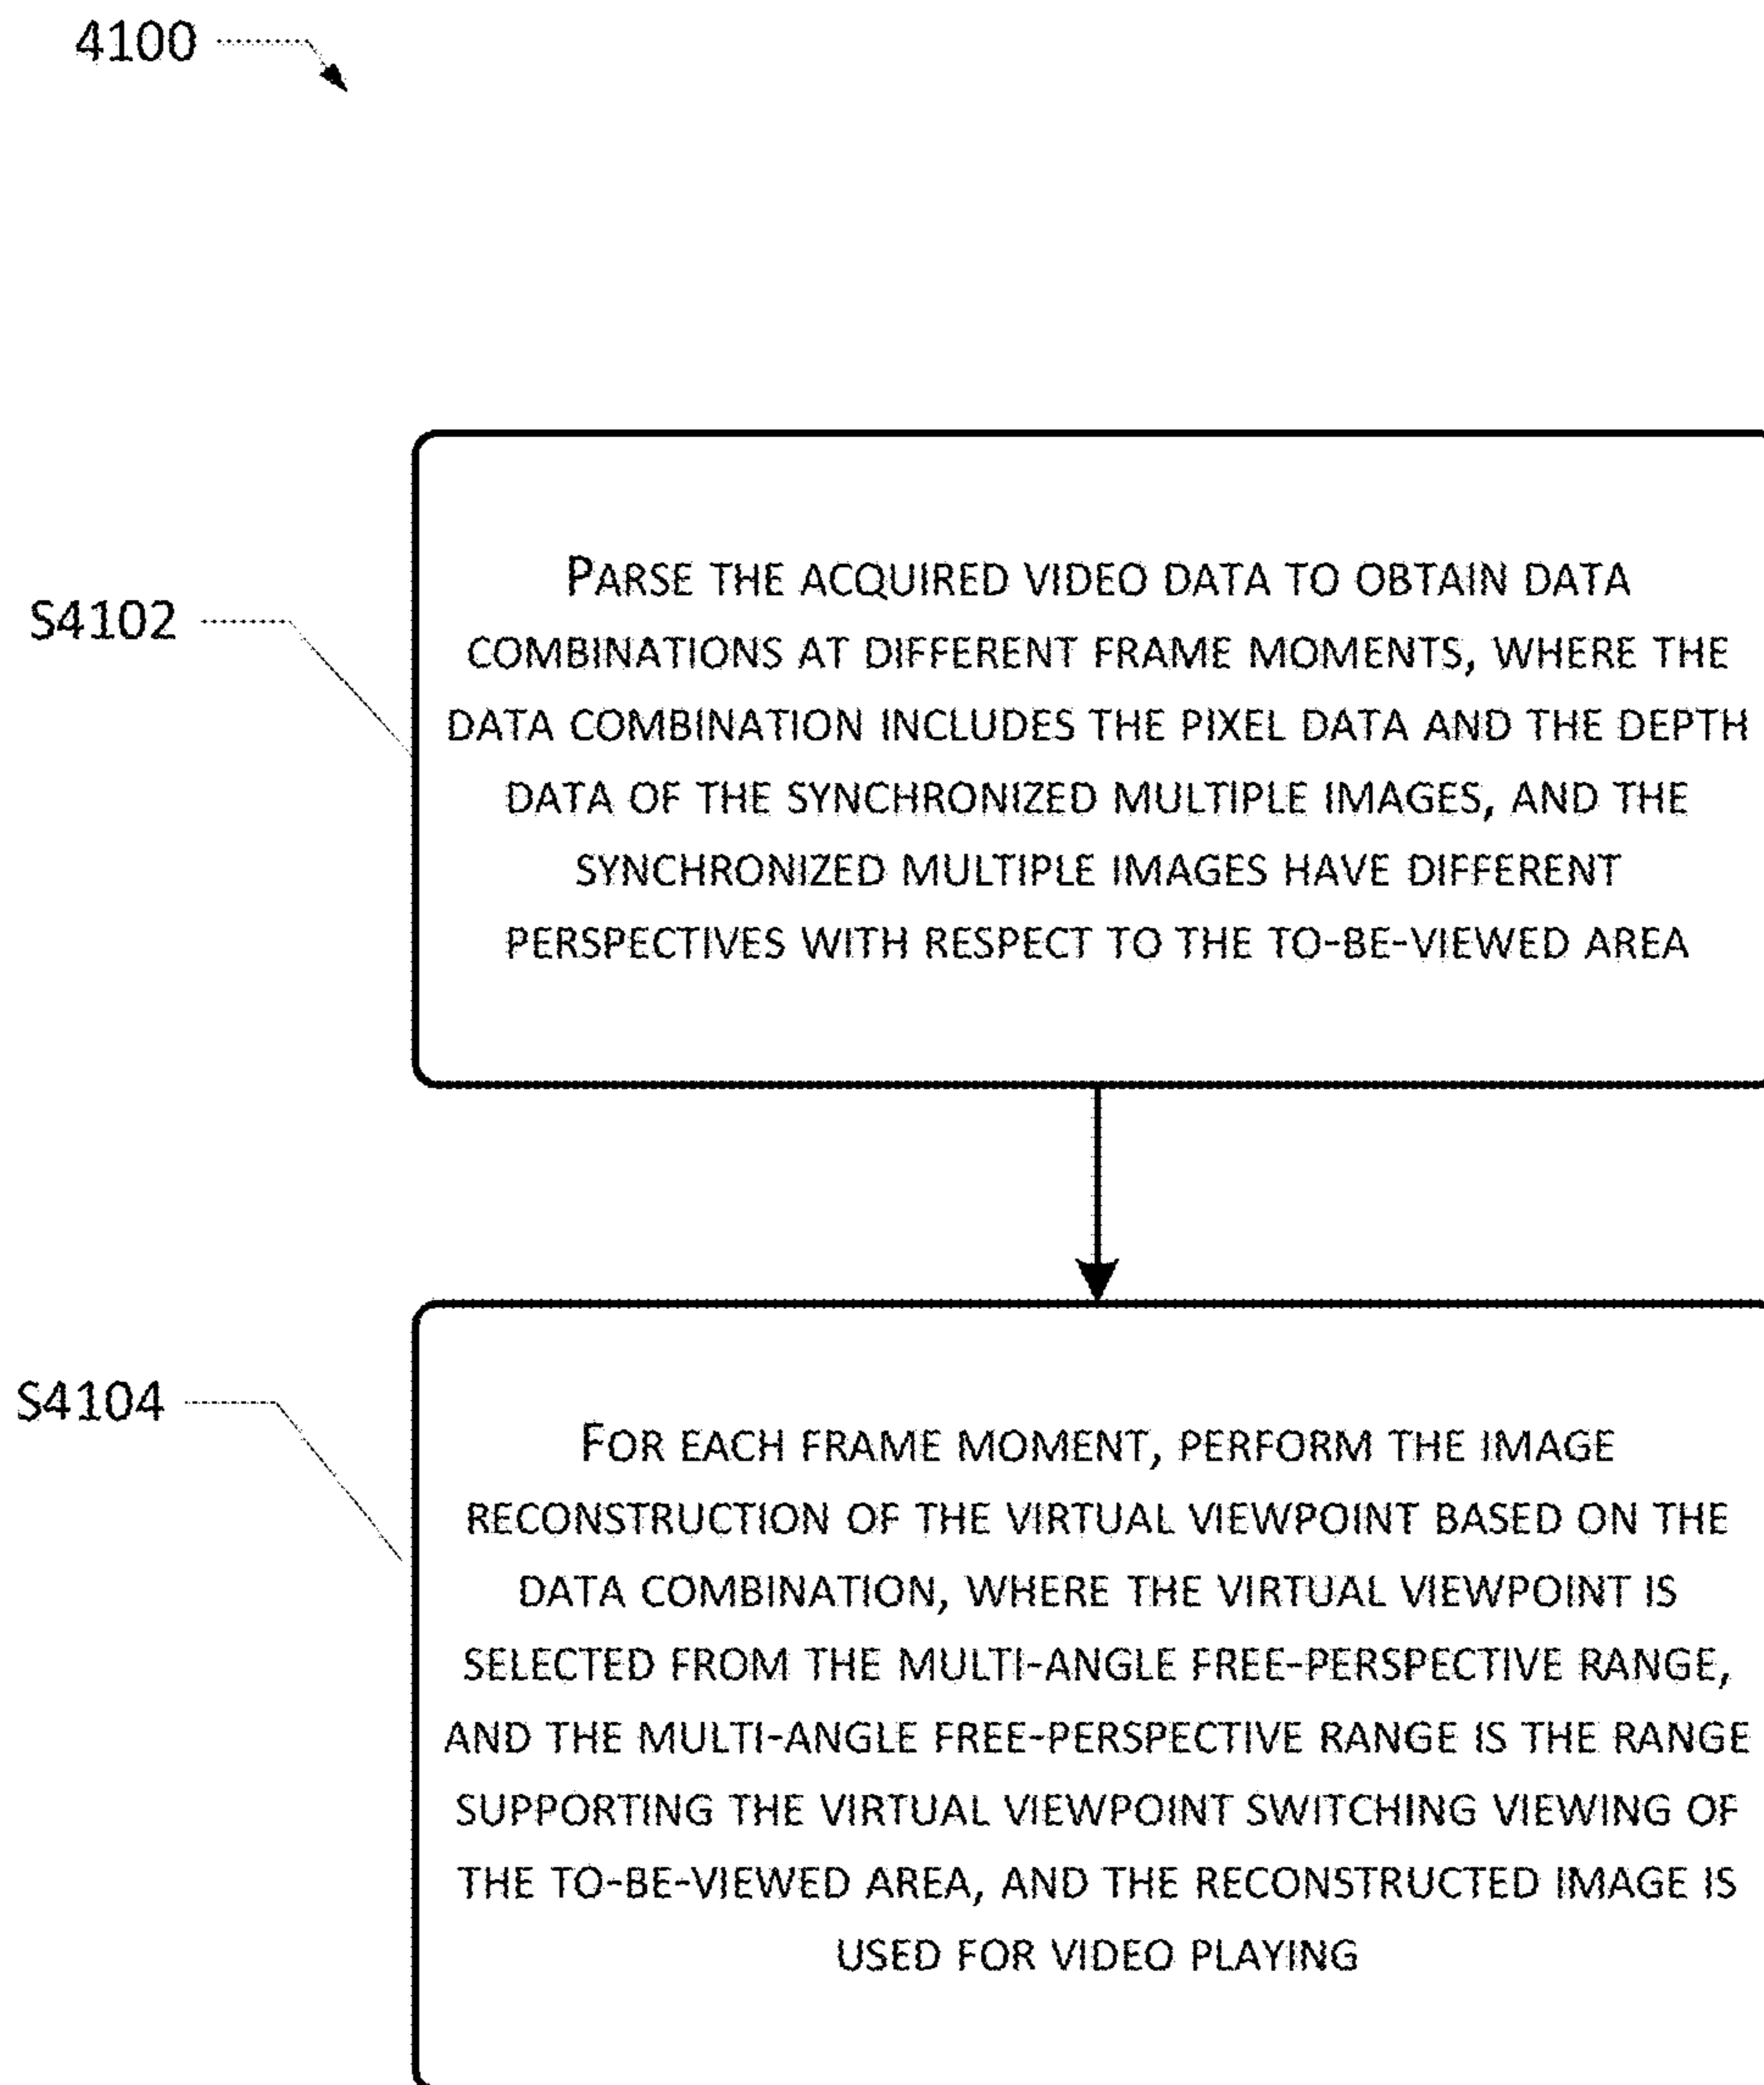 4100
S4102
PARSE THE ACQUIRED VIDEO DATA TO OBTAIN DATA
COMBINATIONS AT DIFFERENT FRAME MOMENTS, WHERE THE
DATA COMBINATION INCLUDES THE PIXEL DATA AND THE DEPTH
DATA OF THE SYNCHRONIZED MULTIPLE IMAGES, AND THE
SYNCHRONIZED MULTIPLE IMAGES HAVE DIFFERENT
PERSPECTIVES WITH RESPECT TO THE TO-BE-VIEWED AREA
S4104
FOR EACH FRAME MOMENT, PERFORM THE IMAGE
RECONSTRUCTION OF THE VIRTUAL VIEWPOINT BASED ON THE
DATA COMBINATION, WHERE THE VIRTUAL VIEWPOINT IS
SELECTED FROM THE MULTI-ANGLE FREE-PERSPECTIVE RANGE,
AND THE MULTI-ANGLE FREE-PERSPECTIVE RANGE IS THE RANGE
SUPPORTING THE VIRTUAL VIEWPOINT SWITCHING VIEWING OF
THE TO-BE-VIEWED AREA, AND THE RECONSTRUCTED IMAGE IS
USED FOR VIDEO PLAYING